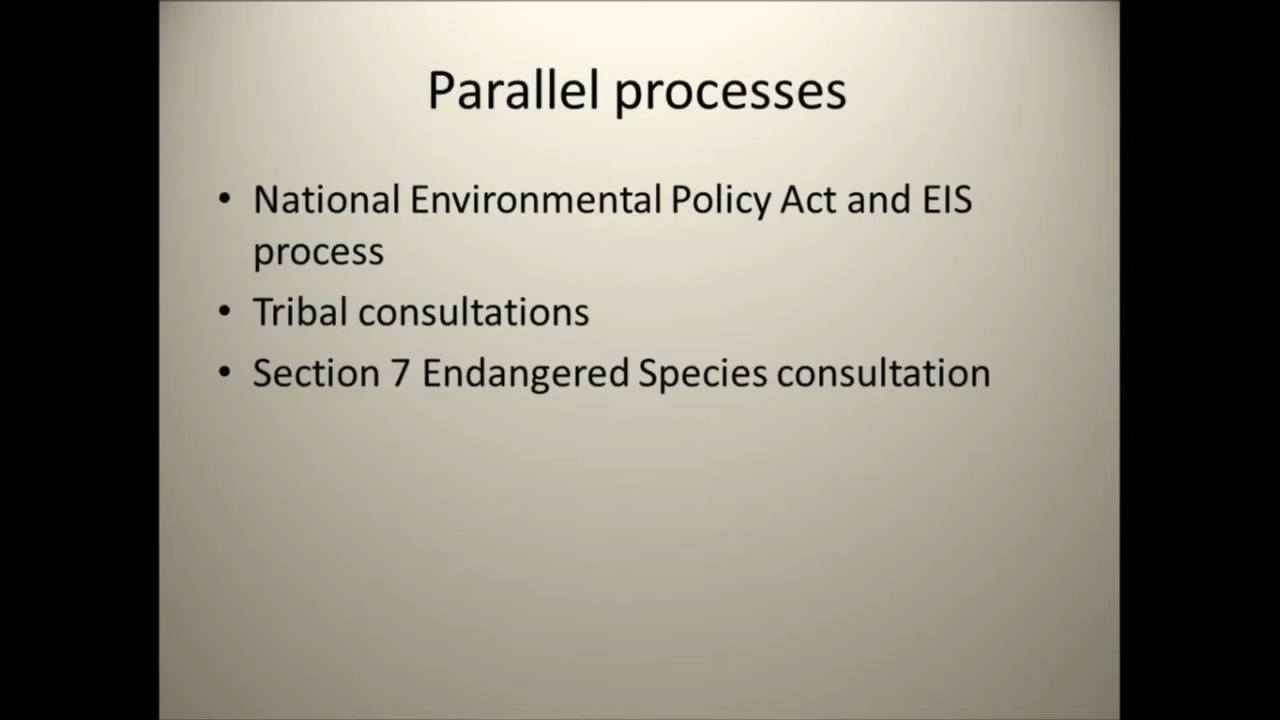 Parallel processes
• National Environmental Policy Act and EIS
process
• Tribal consultations
• Section 7 Endangered Species consultation